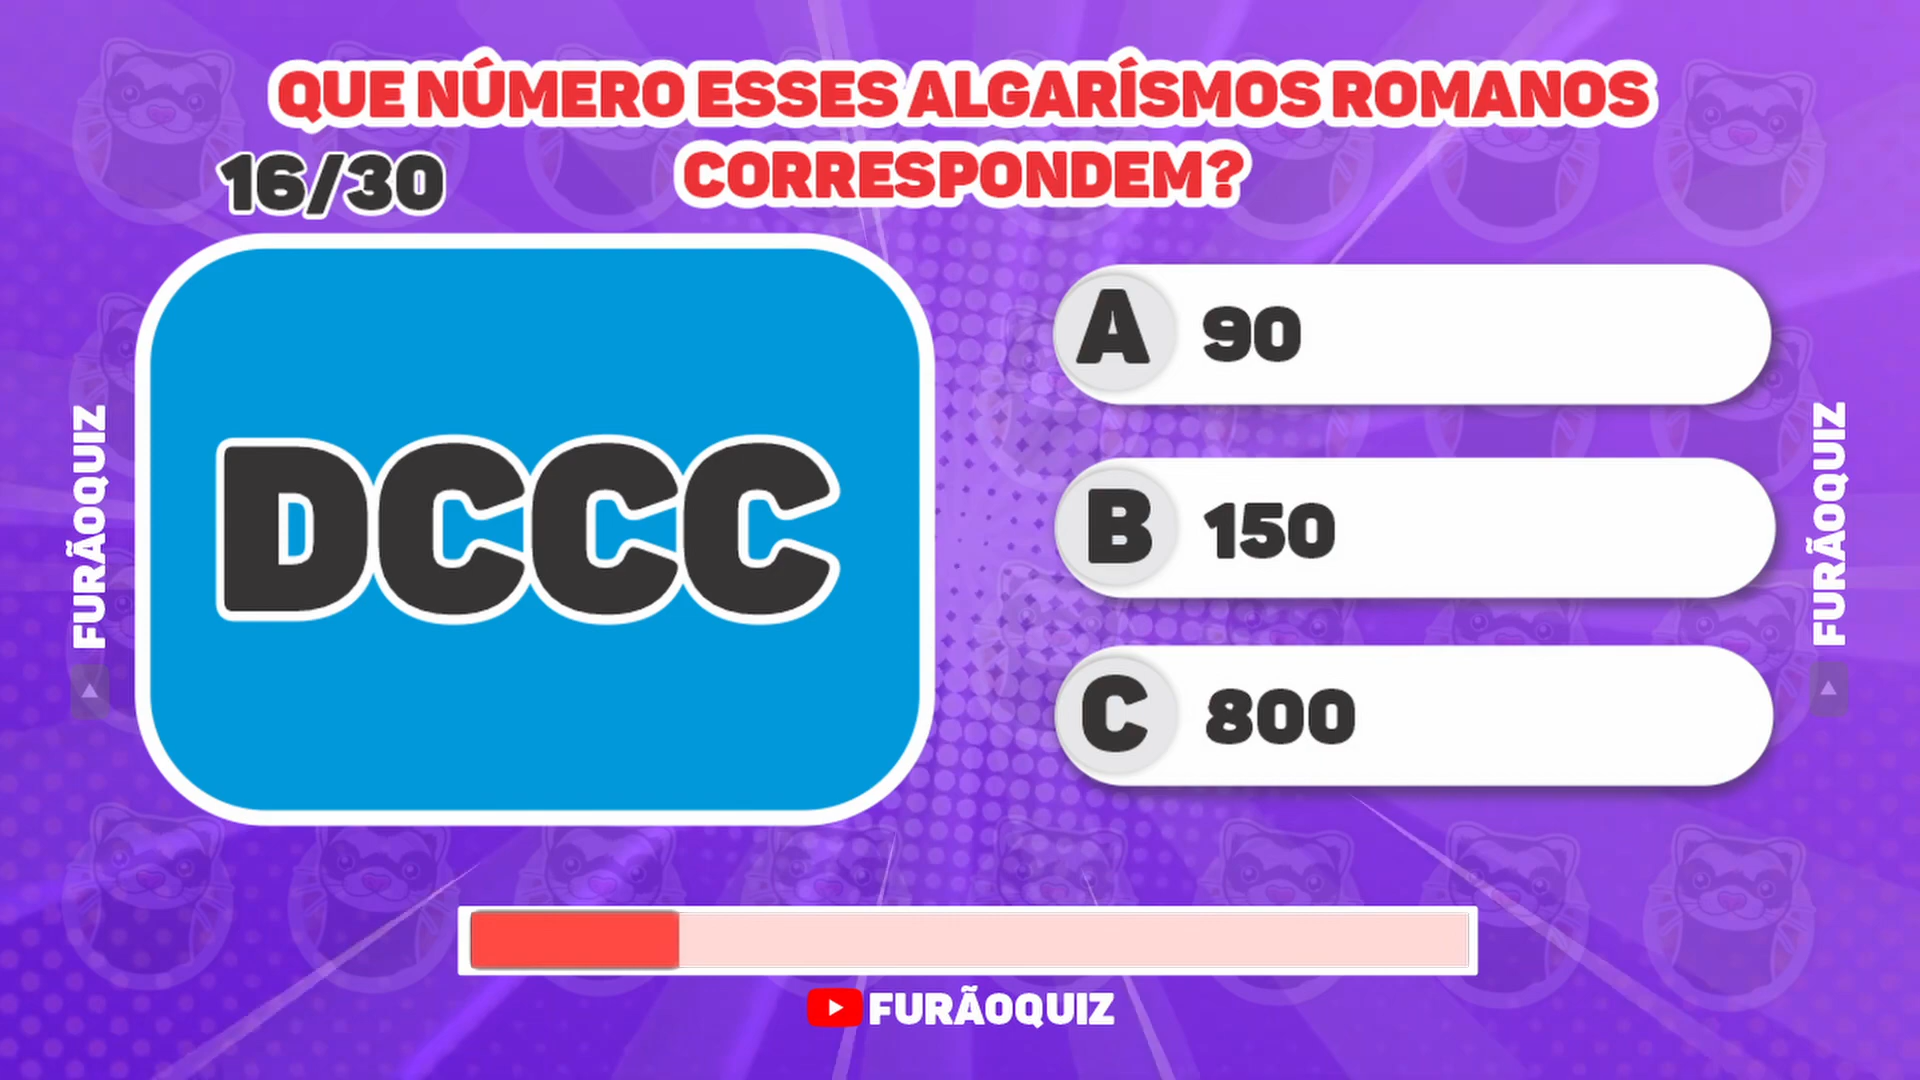 QUE NÚMERO ESSES ALGARÍSMOS ROMANOS
CORRESPONDEM?
16/30
DCCC
A 90
B 150
C 800
FURÃOQUIZ
FURÃOQUIZ
FURÃOQUIZ